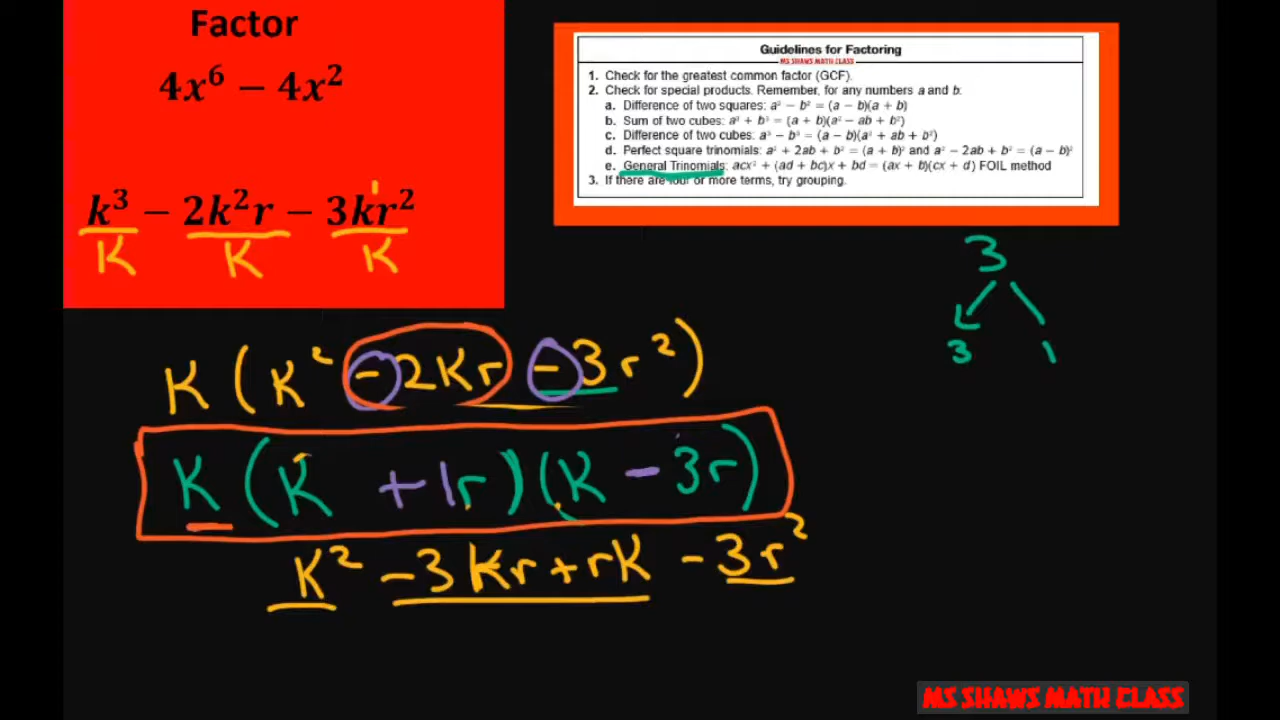 Factor
4x⁶ − 4x²
k³ − 2k²r − 3kr²
K K K
1
Guidelines for Factoring
MS SHAWS MATH CLASS
1. Check for the greatest common factor (GCF).
2. Check for special products. Remember, for any numbers a and b:
a. Difference of two squares: a² − b² = (a − b)(a + b)
b. Sum of two cubes: a³ + b³ = (a + b)(a² − ab + b²)
c. Difference of two cubes: a³ − b³ = (a − b)(a² + ab + b²)
d. Perfect square trinomials: a² + 2ab + b² = (a + b)² and a² − 2ab + b² = (a − b)²
e. General Trinomials: acx² + (ad + bc)x + bd = (ax + b)(cx + d) FOIL method
3. If there are four or more terms, try grouping.
3
3 1
K(K² − 2Kr − 3r²)
K(K + 1r)(K − 3r)
K² − 3Kr + rK − 3r²
MS SHAWS MATH CLASS